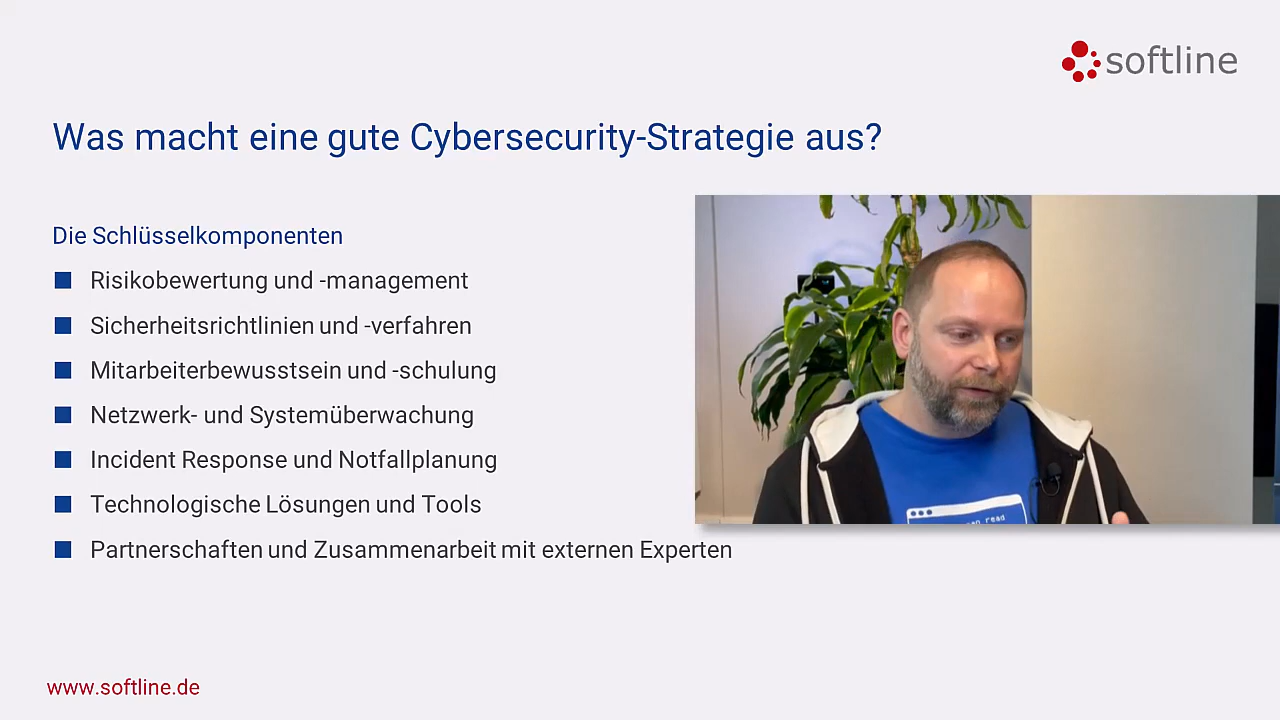 softline
Was macht eine gute Cybersecurity-Strategie aus?
Die Schlüsselkomponenten
Risikobewertung und -management
Sicherheitsrichtlinien und -verfahren
Mitarbeiterbewusstsein und -schulung
Netzwerk- und Systemüberwachung
Incident Response und Notfallplanung
Technologische Lösungen und Tools
Partnerschaften und Zusammenarbeit mit externen Experten
read
www.softline.de